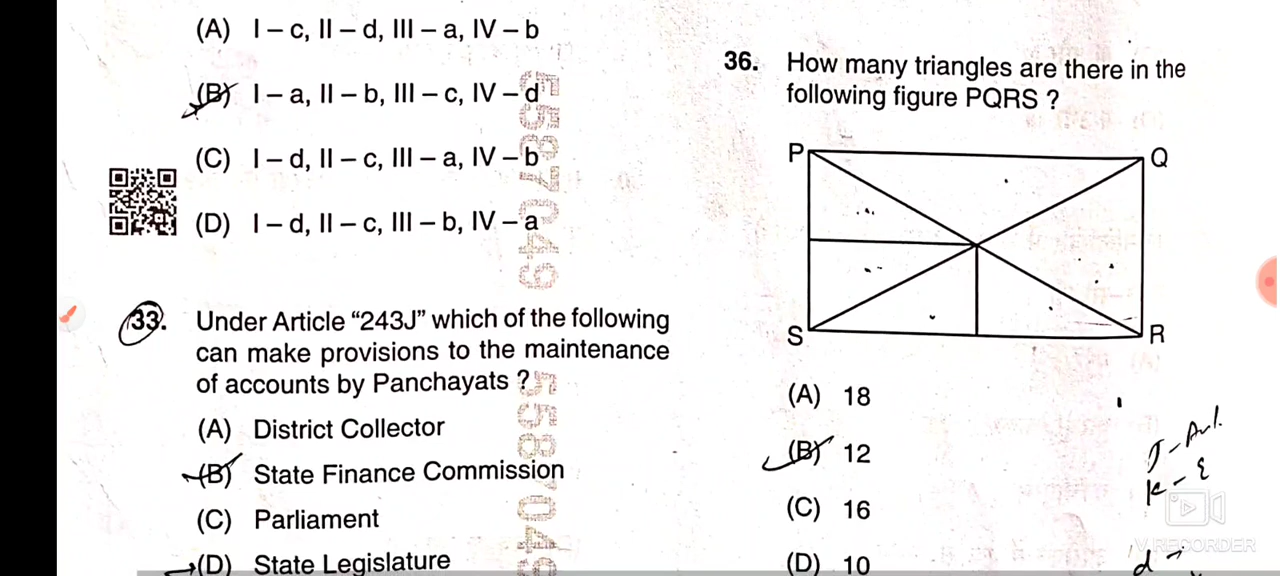 (A) I – c, II – d, III – a, IV – b
(B) I – a, II – b, III – c, IV – d
(C) I – d, II – c, III – a, IV – b
(D) I – d, II – c, III – b, IV – a
33. Under Article “243J” which of the following
can make provisions to the maintenance
of accounts by Panchayats ?
(A) District Collector
(B) State Finance Commission
(C) Parliament
(D) State Legislature
36. How many triangles are there in the
following figure PQRS ?
P
Q
S
R
(A) 18
(B) 12
(C) 16
(D) 10
V RECORDER